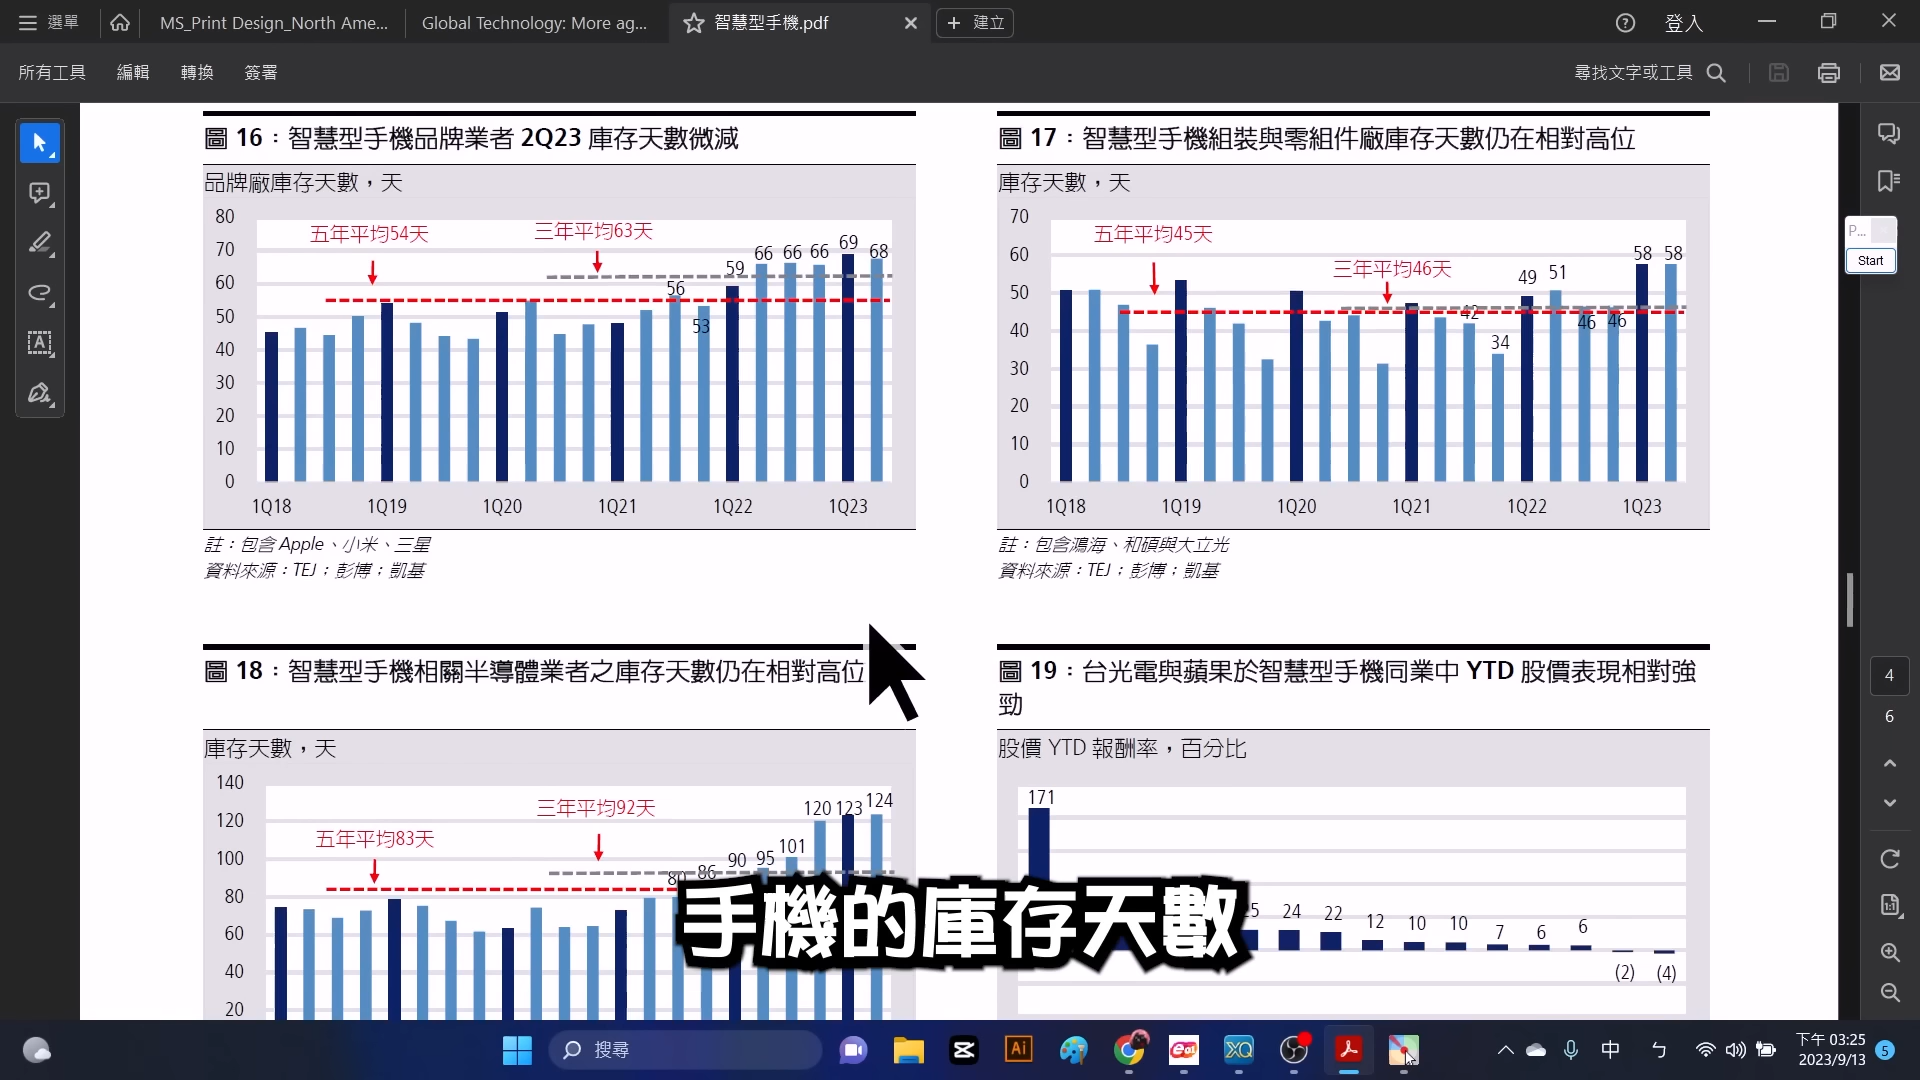 選單
MS_Print Design_North Ame...
Global Technology: More ag...
智慧型手機.pdf
建立
登入
所有工具 編輯 轉換 簽署
尋找文字或工具
圖 16：智慧型手機品牌業者 2Q23 庫存天數微減
品牌廠庫存天數，天
80
70
60
50
40
30
20
10
0
五年平均54天
三年平均63天
56
53
59
66
66
66
69
68
1Q18 1Q19 1Q20 1Q21 1Q22 1Q23
註：包含 Apple、小米、三星
資料來源：TEJ；彭博；凱基
圖 17：智慧型手機組裝與零組件廠庫存天數仍在相對高位
庫存天數，天
70
60
50
40
30
20
10
0
五年平均45天
三年平均46天
42
34
49
51
46
46
58
58
1Q18 1Q19 1Q20 1Q21 1Q22 1Q23
註：包含鴻海、和碩與大立光
資料來源：TEJ；彭博；凱基
圖 18：智慧型手機相關半導體業者之庫存天數仍在相對高位
庫存天數，天
140
120
100
80
60
40
20
五年平均83天
三年平均92天
86
90
95
101
120
123
124
圖 19：台光電與蘋果於智慧型手機同業中 YTD 股價表現相對強
勁
股價 YTD 報酬率，百分比
171
24
22
12
10
10
7
6
6
(2)
(4)
手機的庫存天數
P...
Start
4
6
1:1
搜尋
Ai
XQ
中
ㄅ
下午 03:25
2023/9/13
5